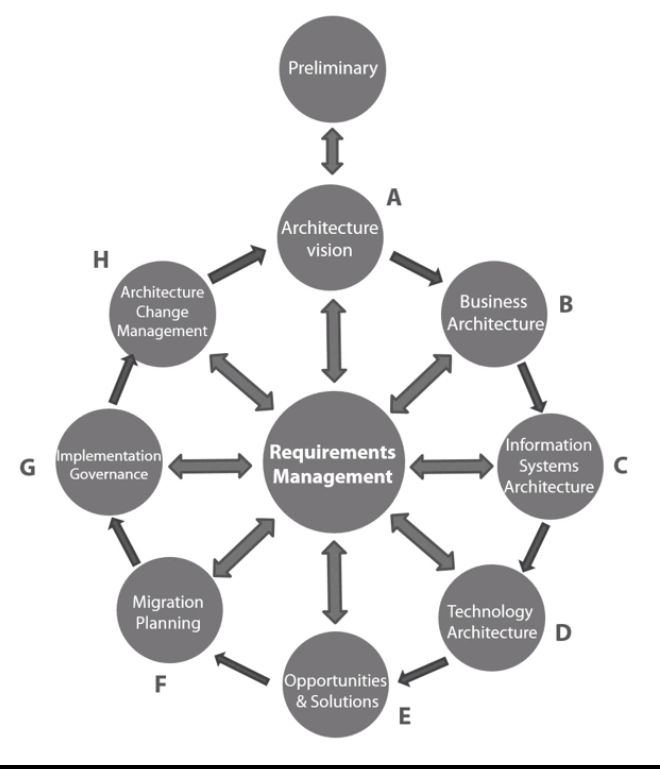 Preliminary
A
Architecture
vision
H
Architecture
Change
Management
Business
Architecture
B
Requirements
Management
Implementation
Governance
G
Information
Systems
Architecture
C
Migration
Planning
F
Technology
Architecture
D
Opportunities
& Solutions
E